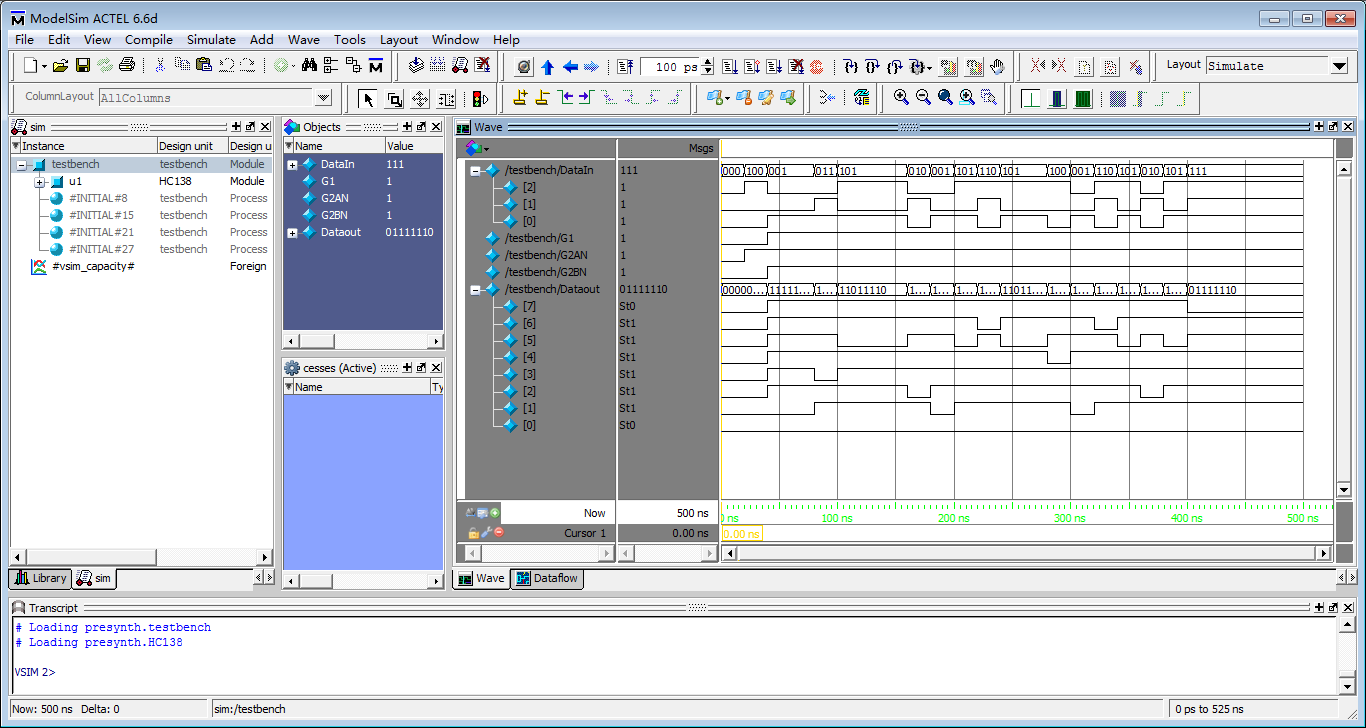 ModelSim ACTEL 6.6d
File Edit View Compile Simulate Add Wave Tools Layout Window Help
100 ps
Layout Simulate
ColumnLayout AllColumns
sim
Instance Design unit Design u
testbench testbench Module
u1 HC138 Module
#INITIAL#8 testbench Process
#INITIAL#15 testbench Process
#INITIAL#21 testbench Process
#INITIAL#27 testbench Process
#vsim_capacity# Foreign
Library sim
Objects
Name Value
DataIn 111
G1 1
G2AN 1
G2BN 1
Dataout 01111110
cesses (Active)
Name Ty
Wave
Msgs
/testbench/DataIn 111 000 100 001 011 101 010 001 101 110 101 100 001 110 101 010 101 111
[2] 1
[1] 1
[0] 1
/testbench/G1 1
/testbench/G2AN 1
/testbench/G2BN 1
/testbench/Dataout 01111110 00000... 11111... 1... 11011110 1... 1... 1... 1... 11011... 1... 1... 1... 1... 1... 1... 01111110
[7] St0
[6] St1
[5] St1
[4] St1
[3] St1
[2] St1
[1] St1
[0] St0
Now 500 ns ns 100 ns 200 ns 300 ns 400 ns 500 ns
Cursor 1 0.00 ns 0.00 ns
Wave Dataflow
Transcript
# Loading presynth.testbench
# Loading presynth.HC138
VSIM 2>
Now: 500 ns Delta: 0 sim:/testbench 0 ps to 525 ns